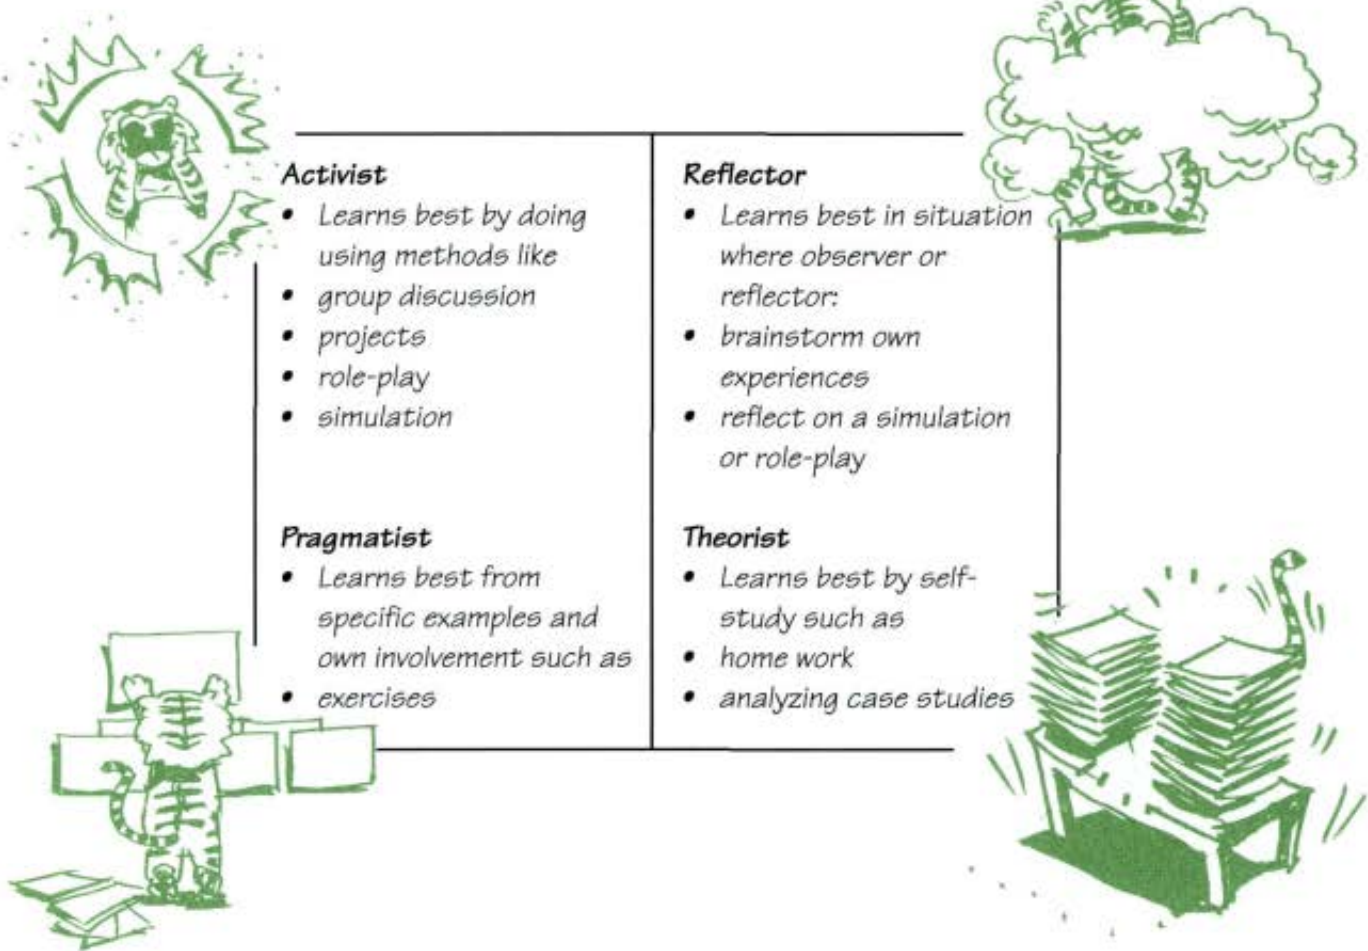 Activist
• Learns best by doing
using methods like
• group discussion
• projects
• role-play
• simulation
Reflector
• Learns best in situation
where observer or
reflector:
• brainstorm own
experiences
• reflect on a simulation
or role-play
Pragmatist
• Learns best from
specific examples and
own involvement such as
• exercises
Theorist
• Learns best by self-
study such as
• home work
• analyzing case studies